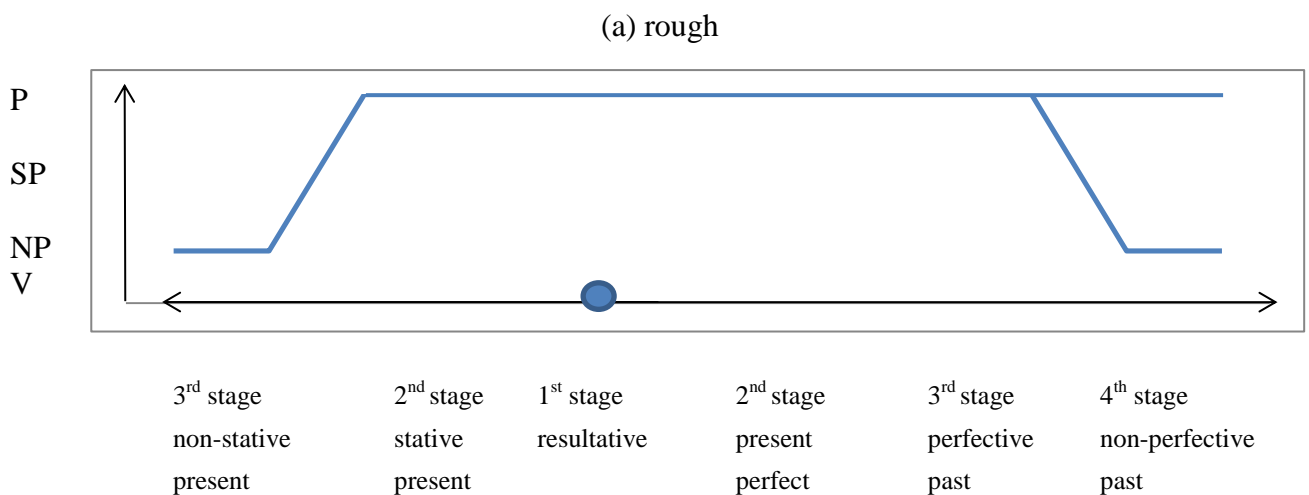 (a) rough
P
SP
NP
V
3rd stage 2nd stage 1st stage 2nd stage 3rd stage 4th stage
non-stative stative resultative present perfective non-perfective
present present perfect past past